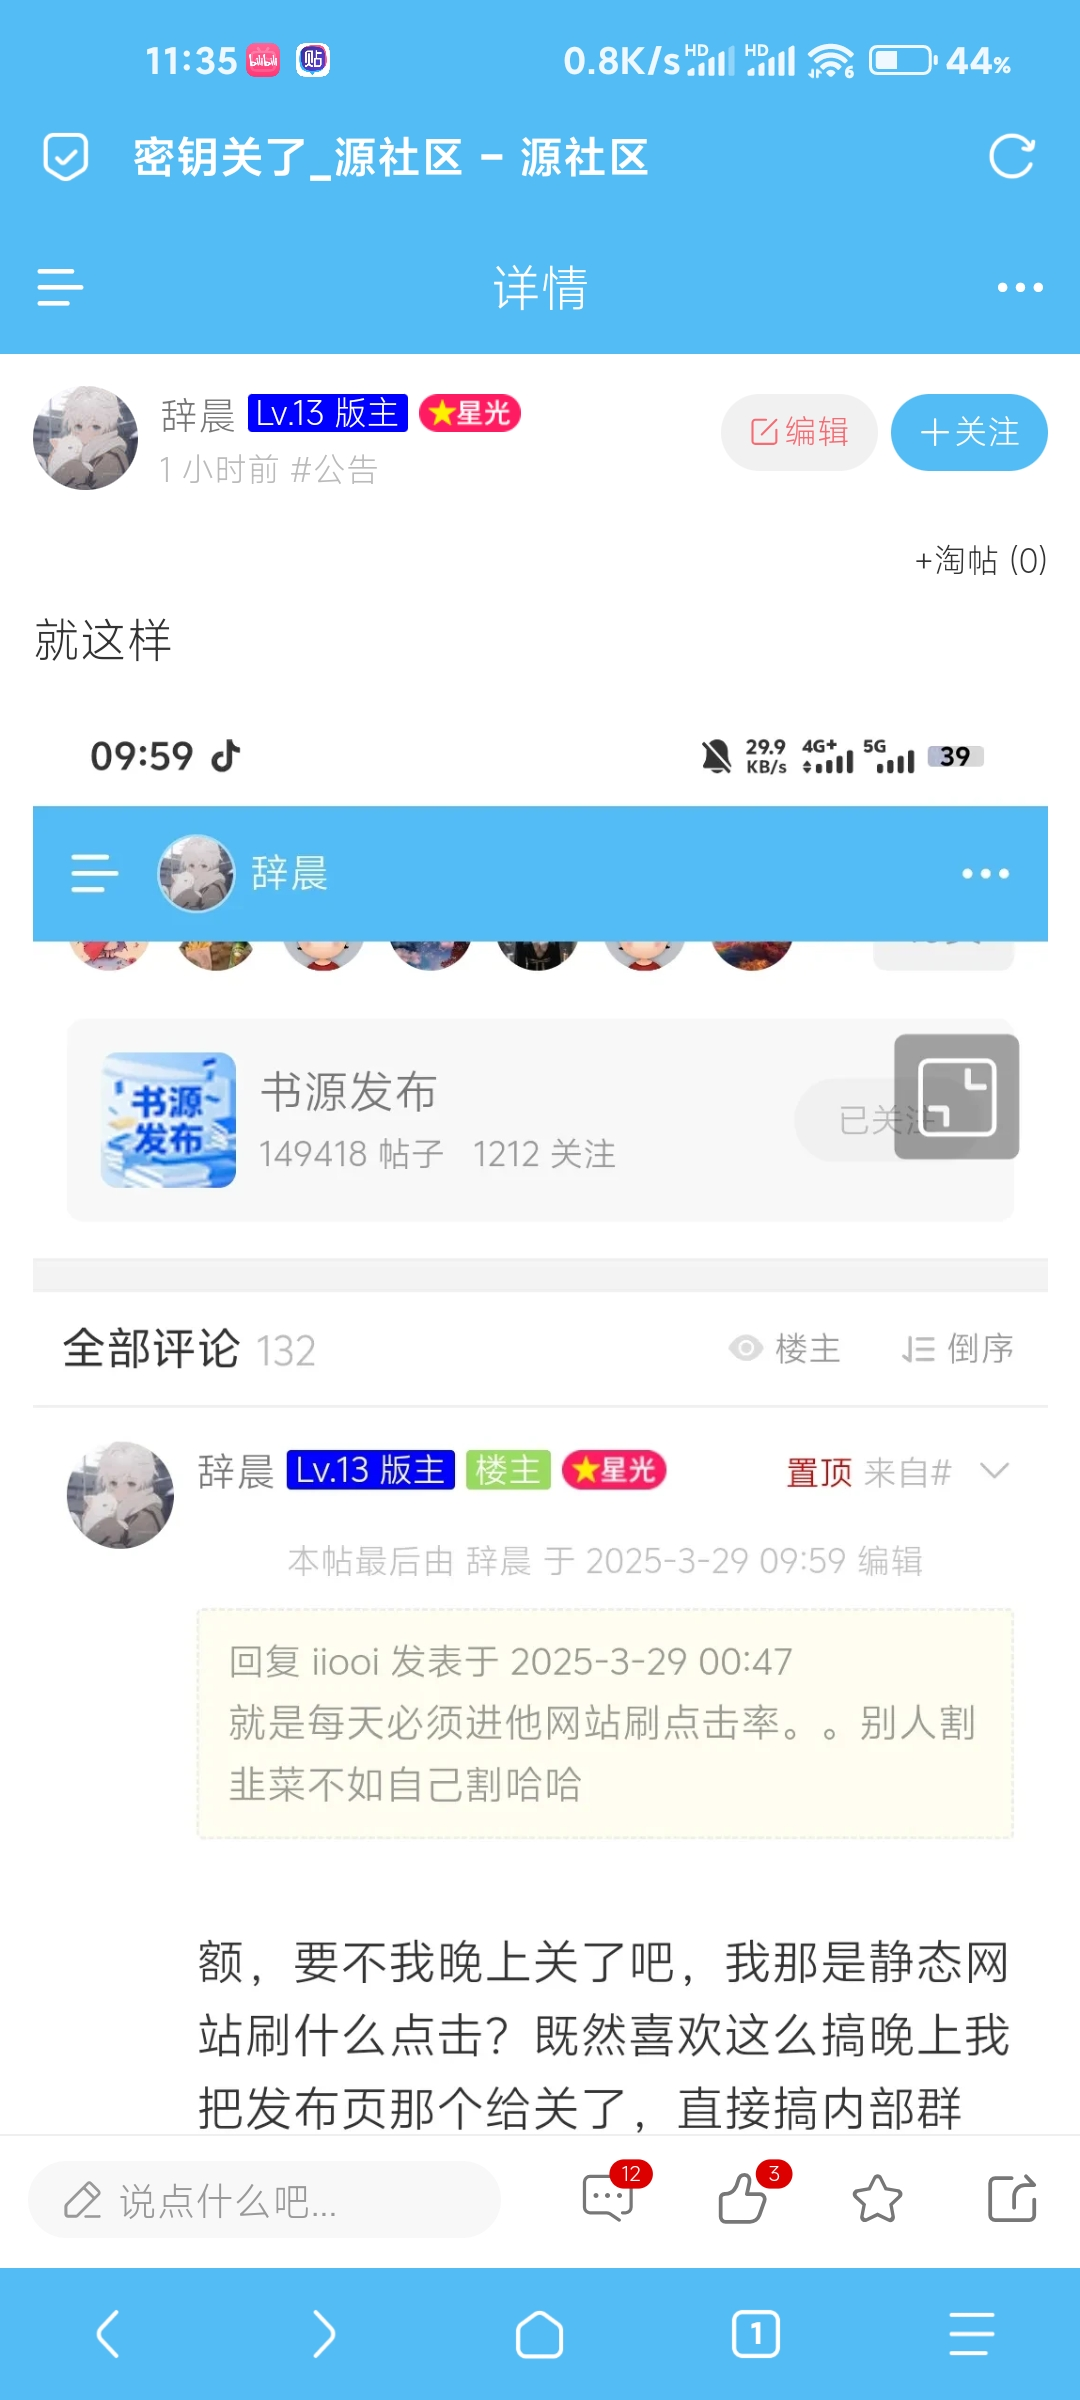 11:35 bilibili 贴 0.8K/s HD HD 6 44%
密钥关了_源社区 - 源社区
详情
辞晨 Lv.13 版主 星光 编辑 +关注
1 小时前 #公告
+淘帖 (0)
就这样
09:59 29.9 KB/s 4G+ 5G 39
辞晨
书源发布
书源发布
149418 帖子 1212 关注
已关注
全部评论 132 楼主 倒序
辞晨 Lv.13 版主 楼主 星光 置顶 来自#
本帖最后由 辞晨 于 2025-3-29 09:59 编辑
回复 iiooi 发表于 2025-3-29 00:47
就是每天必须进他网站刷点击率。。别人割
韭菜不如自己割哈哈
额，要不我晚上关了吧，我那是静态网
站刷什么点击？既然喜欢这么搞晚上我
把发布页那个给关了，直接搞内部群
说点什么吧... 12 3
1